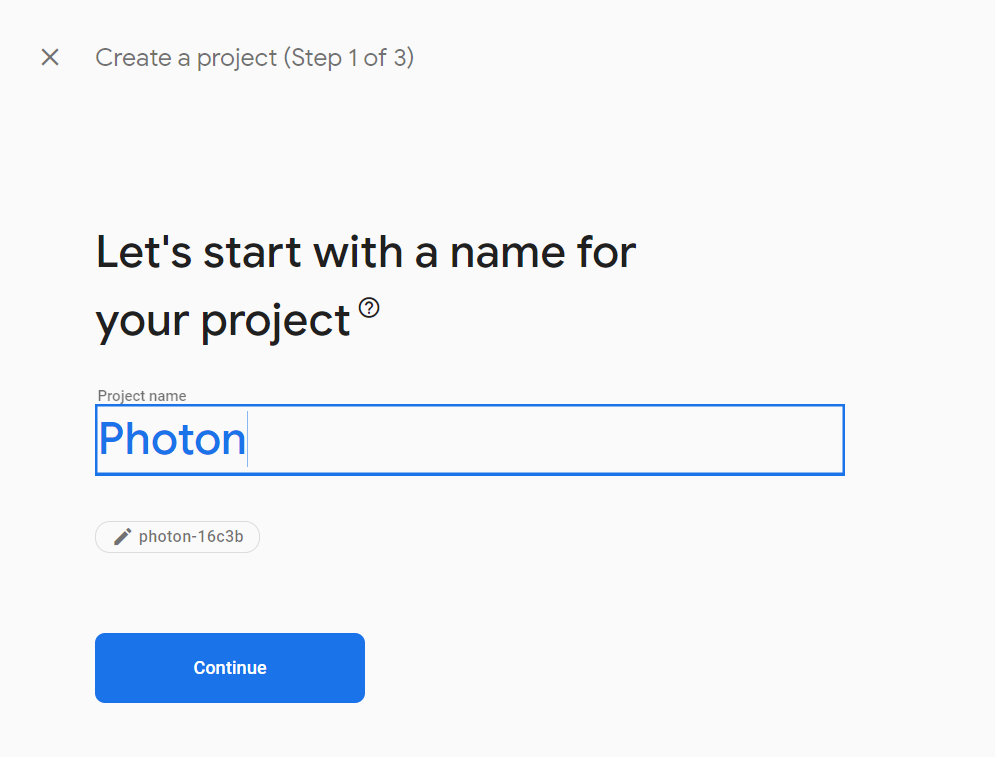 Create a project (Step 1 of 3)
Let's start with a name for
your project
Project name
Photon
photon-16c3b
Continue